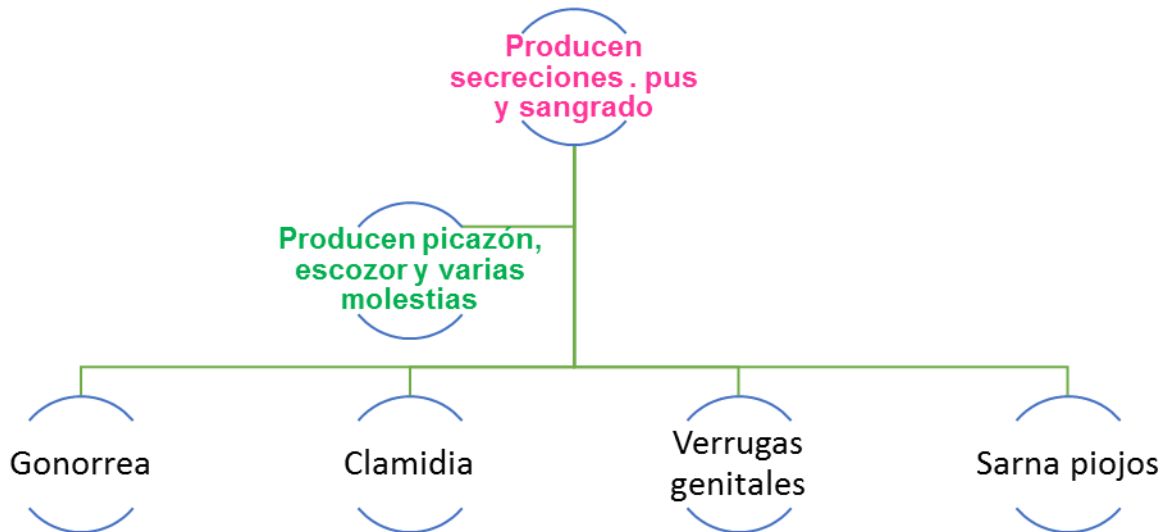 Producen
secreciones . pus
y sangrado
Producen picazón,
escozor y varias
molestias
Gonorrea
Clamidia
Verrugas
genitales
Sarna piojos